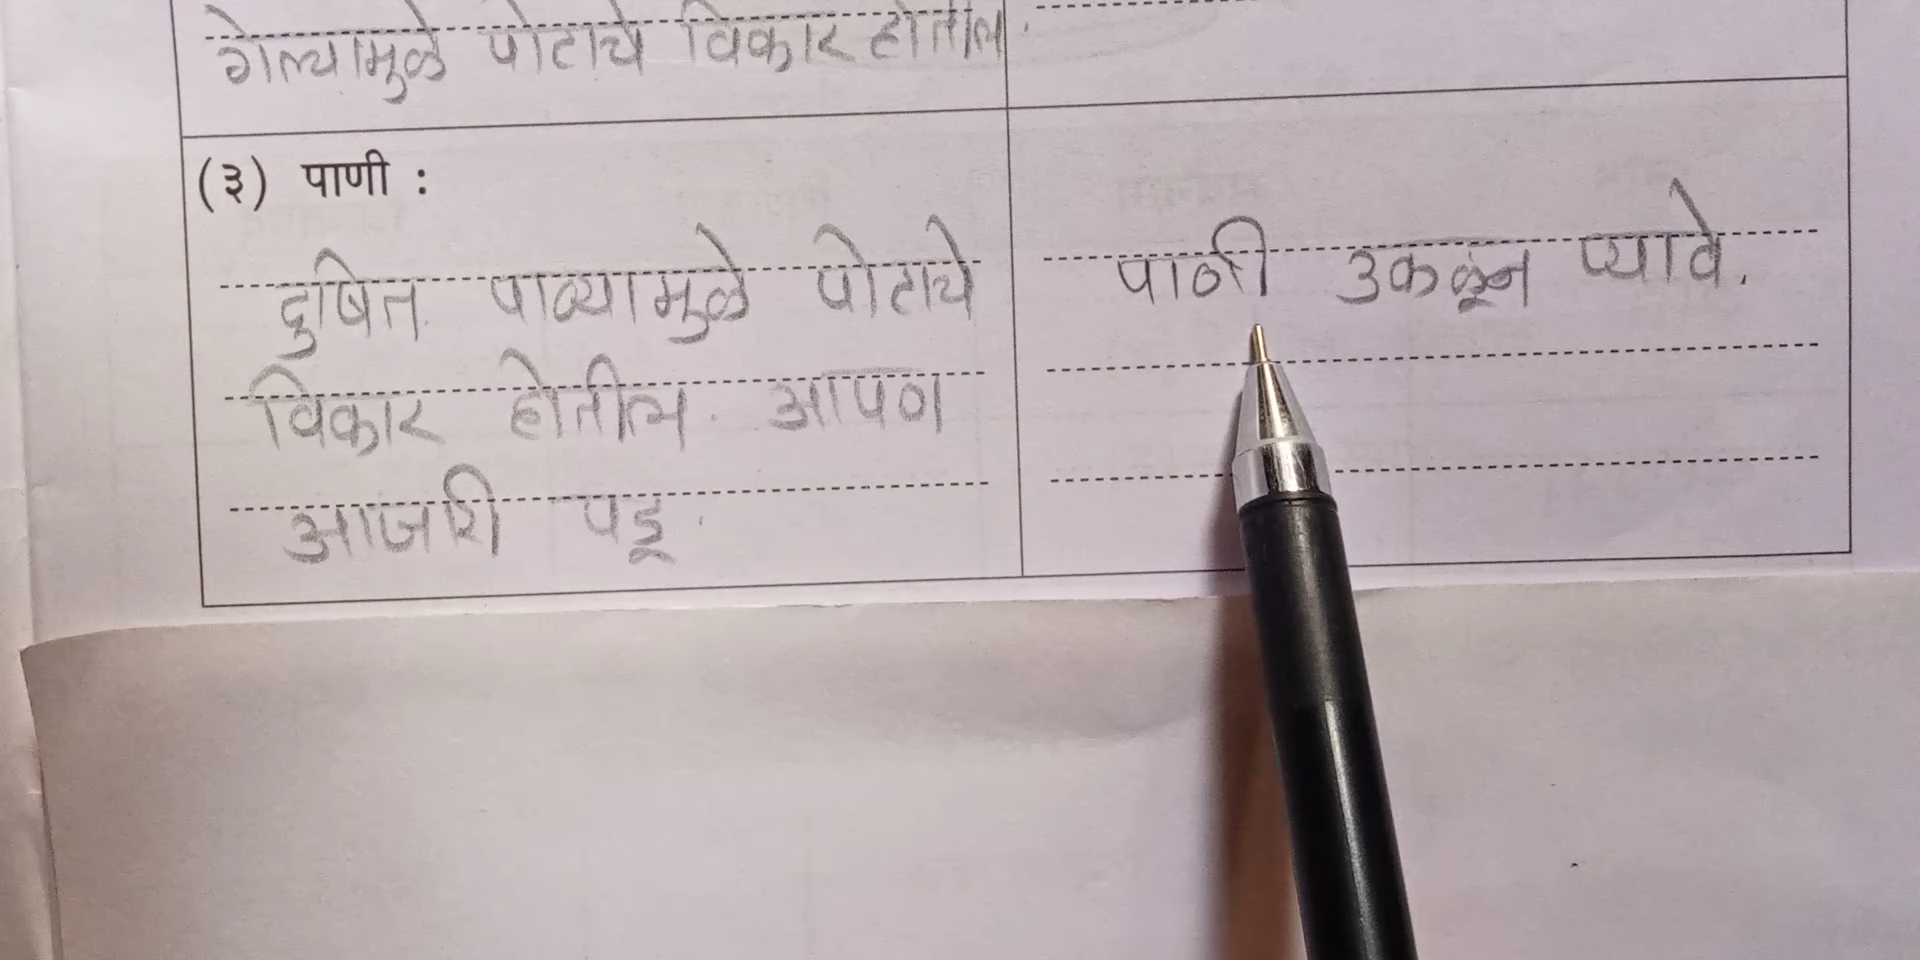 गेल्यामुळे पोटाचे विकार होतील.
(३) पाणी :
दुषित पाण्यामुळे पोटाचे
विकार होतील. आपण
आजारी पडू.
पाणी उकळून प्यावे.